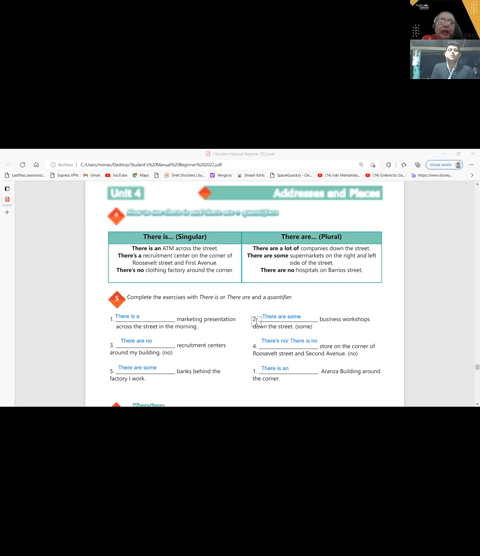 Archivo
C:/Users/mimac/Desktop/Student's%20Manual%20Beginner%202022.pdf
Iniciar sesión
Express VPN
Gmail
YouTube
Maps
Smash Karts
Unit 4
Addresses and Places
4
There is... (Singular)
There are... (Plural)
There is an ATM across the street.
There's a recruitment center on the corner of
Roosevelt street and First Avenue.
There's no clothing factory around the corner.
There are a lot of companies down the street.
There are some supermarkets on the right and left
side of the street.
There are no hospitals on Barrios street.
5
Complete the exercises with There is or There are and a quantifier.
1. There is a marketing presentation
across the street in the morning.
2. There are some business workshops
down the street. (some)
3. There are no recruitment centers
around my building. (no)
4. There's no/ There is no store on the corner of
Roosevelt street and Second Avenue. (no)
5. There are some banks behind the
factory I work.
1. There is an Aranza Building around
the corner.